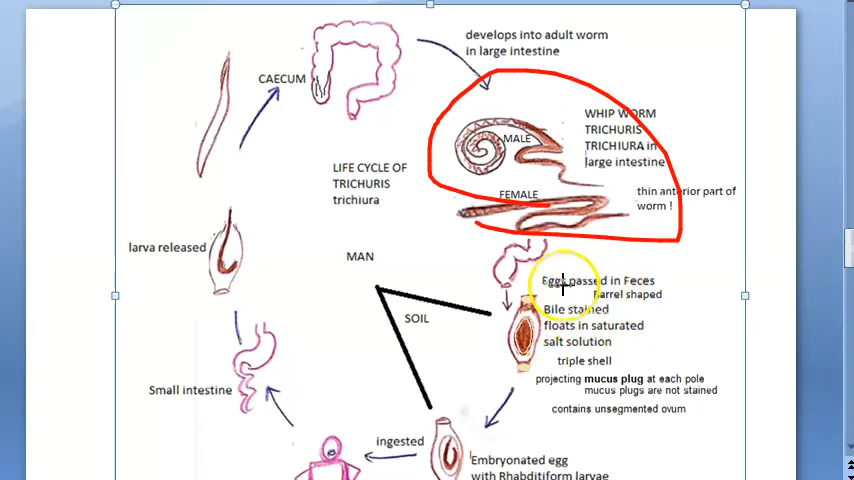 develops into adult worm
in large intestine
CAECUM
WHIP WORM
TRICHURIS
TRICHIURA in
large intestine
MALE
LIFE CYCLE OF
TRICHURIS
trichiura
FEMALE
thin anterior part of
worm !
larva released
MAN
Eggs passed in Feces
Barrel shaped
Bile stained
floats in saturated
salt solution
SOIL
triple shell
projecting mucus plug at each pole
mucus plugs are not stained
contains unsegmented ovum
Small intestine
ingested
Embryonated egg
with Rhabditiform larvae